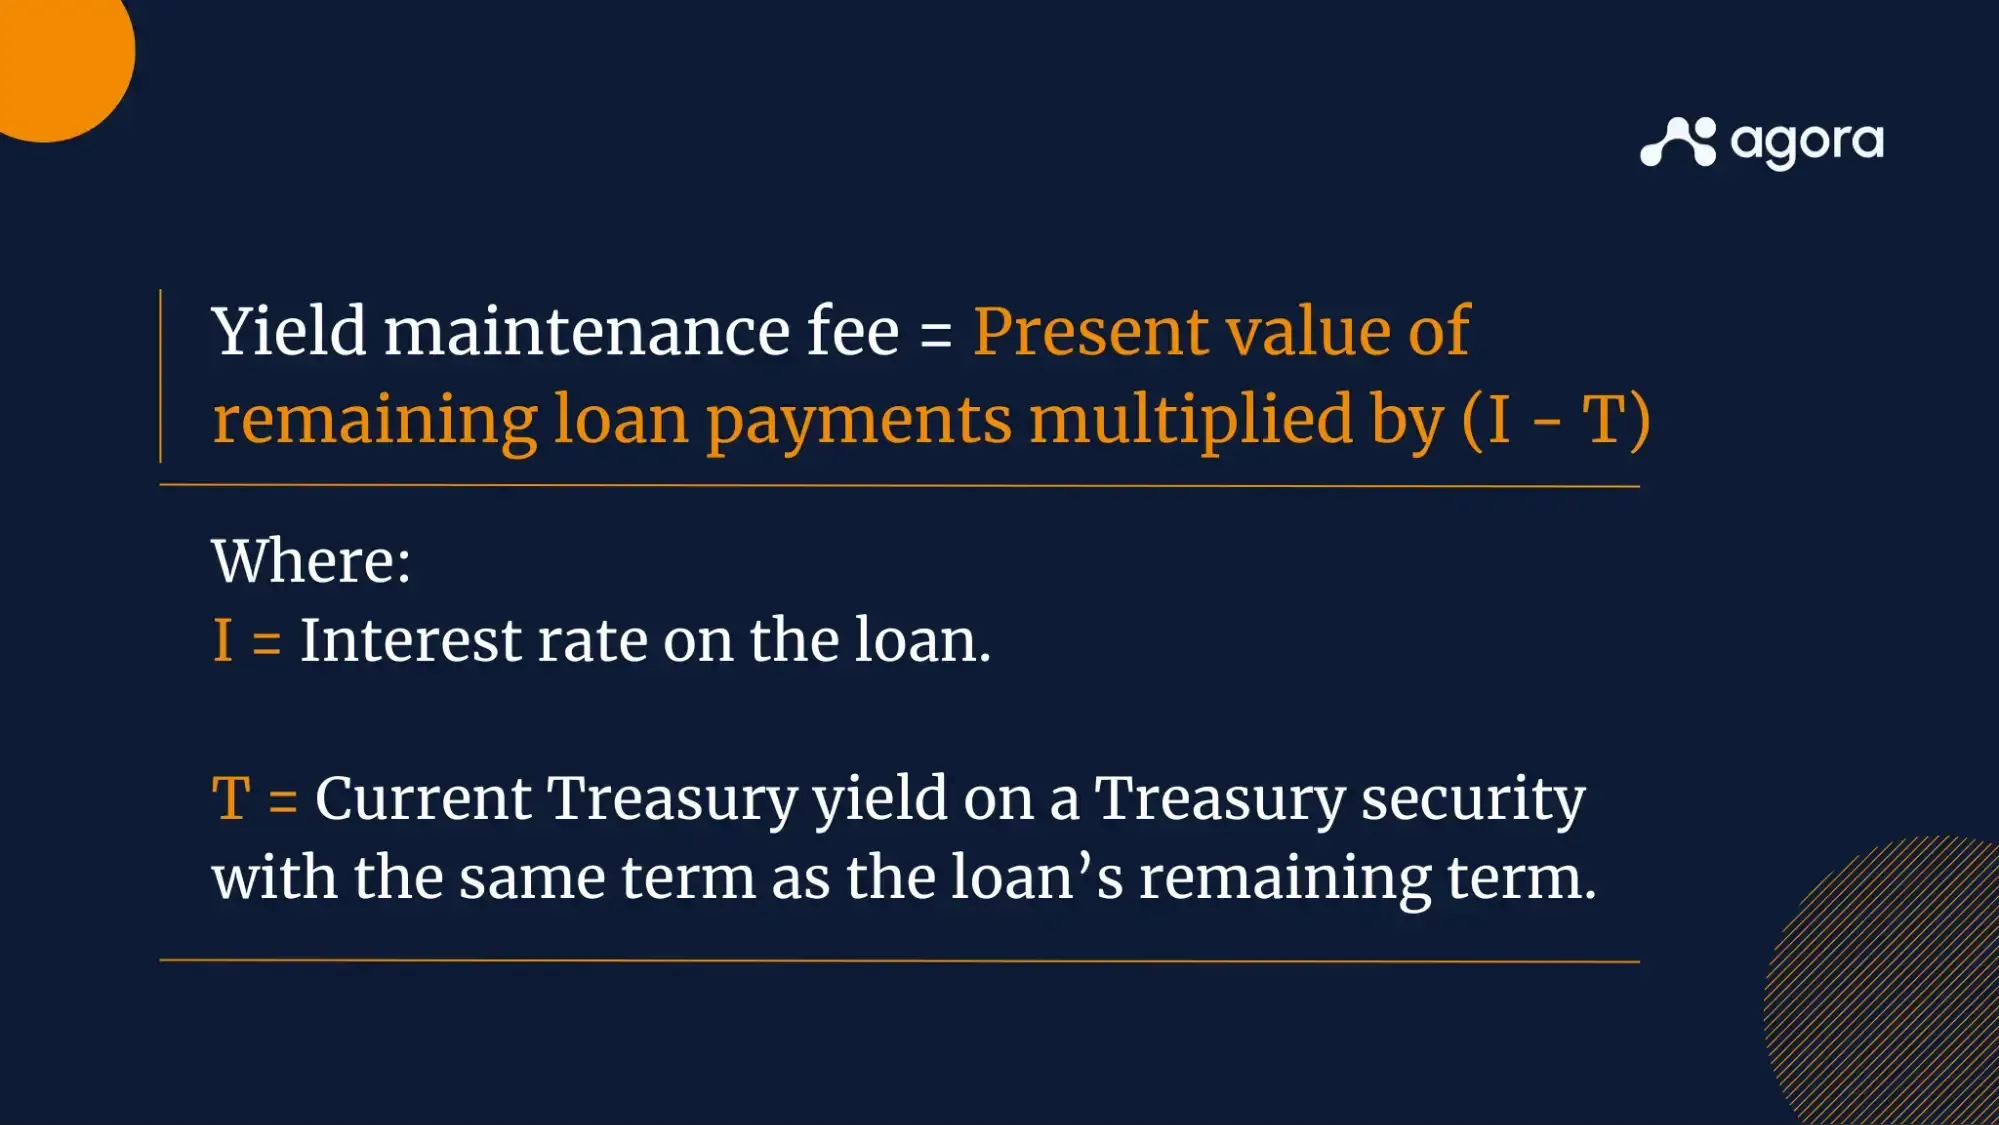 agora
Yield maintenance fee = Present value of
remaining loan payments multiplied by (I - T)
Where:
I = Interest rate on the loan.
T = Current Treasury yield on a Treasury security
with the same term as the loan’s remaining term.